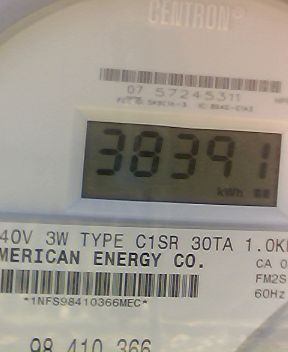 CENTRON®
07 57245311
38391
kWh
40V 3W TYPE C1SR 30TA 1.0K
MERICAN ENERGY CO.
CA 0
FM2S
*1NFS98410366MEC*
60Hz
98 410 366